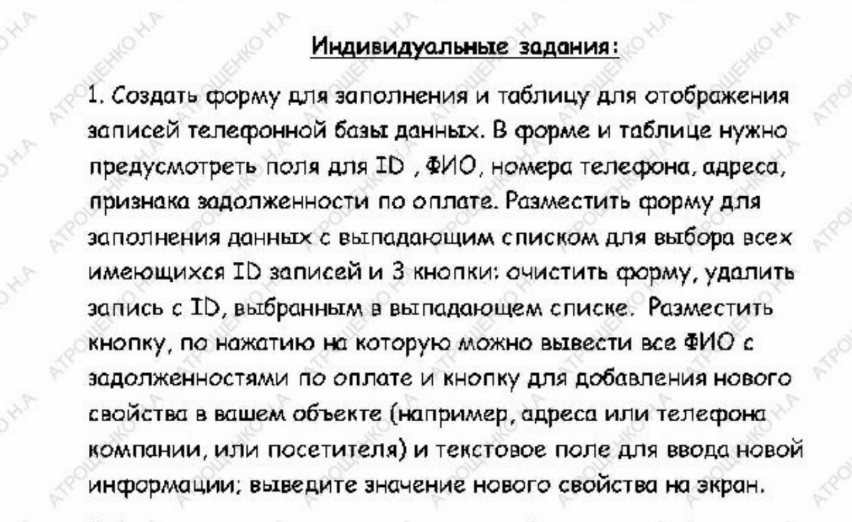 Индивидуальные задания:
1. Создать форму для заполнения и таблицу для отображения
записей телефонной базы данных. В форме и таблице нужно
предусмотреть поля для ID , ФИО, номера телефона, адреса,
признака задолженности по оплате. Разместить форму для
заполнения данных с выпадающим списком для выбора всех
имеющихся ID записей и 3 кнопки: очистить форму, удалить
запись с ID, выбранным в выпадающем списке. Разместить
кнопку, по нажатию на которую можно вывести все ФИО с
задолженностями по оплате и кнопку для добавления нового
свойства в вашем объекте (например, адреса или телефона
компании, или посетителя) и текстовое поле для ввода новой
информации; выведите значение нового свойства на экран.
АТРОШЕНКО Н.А